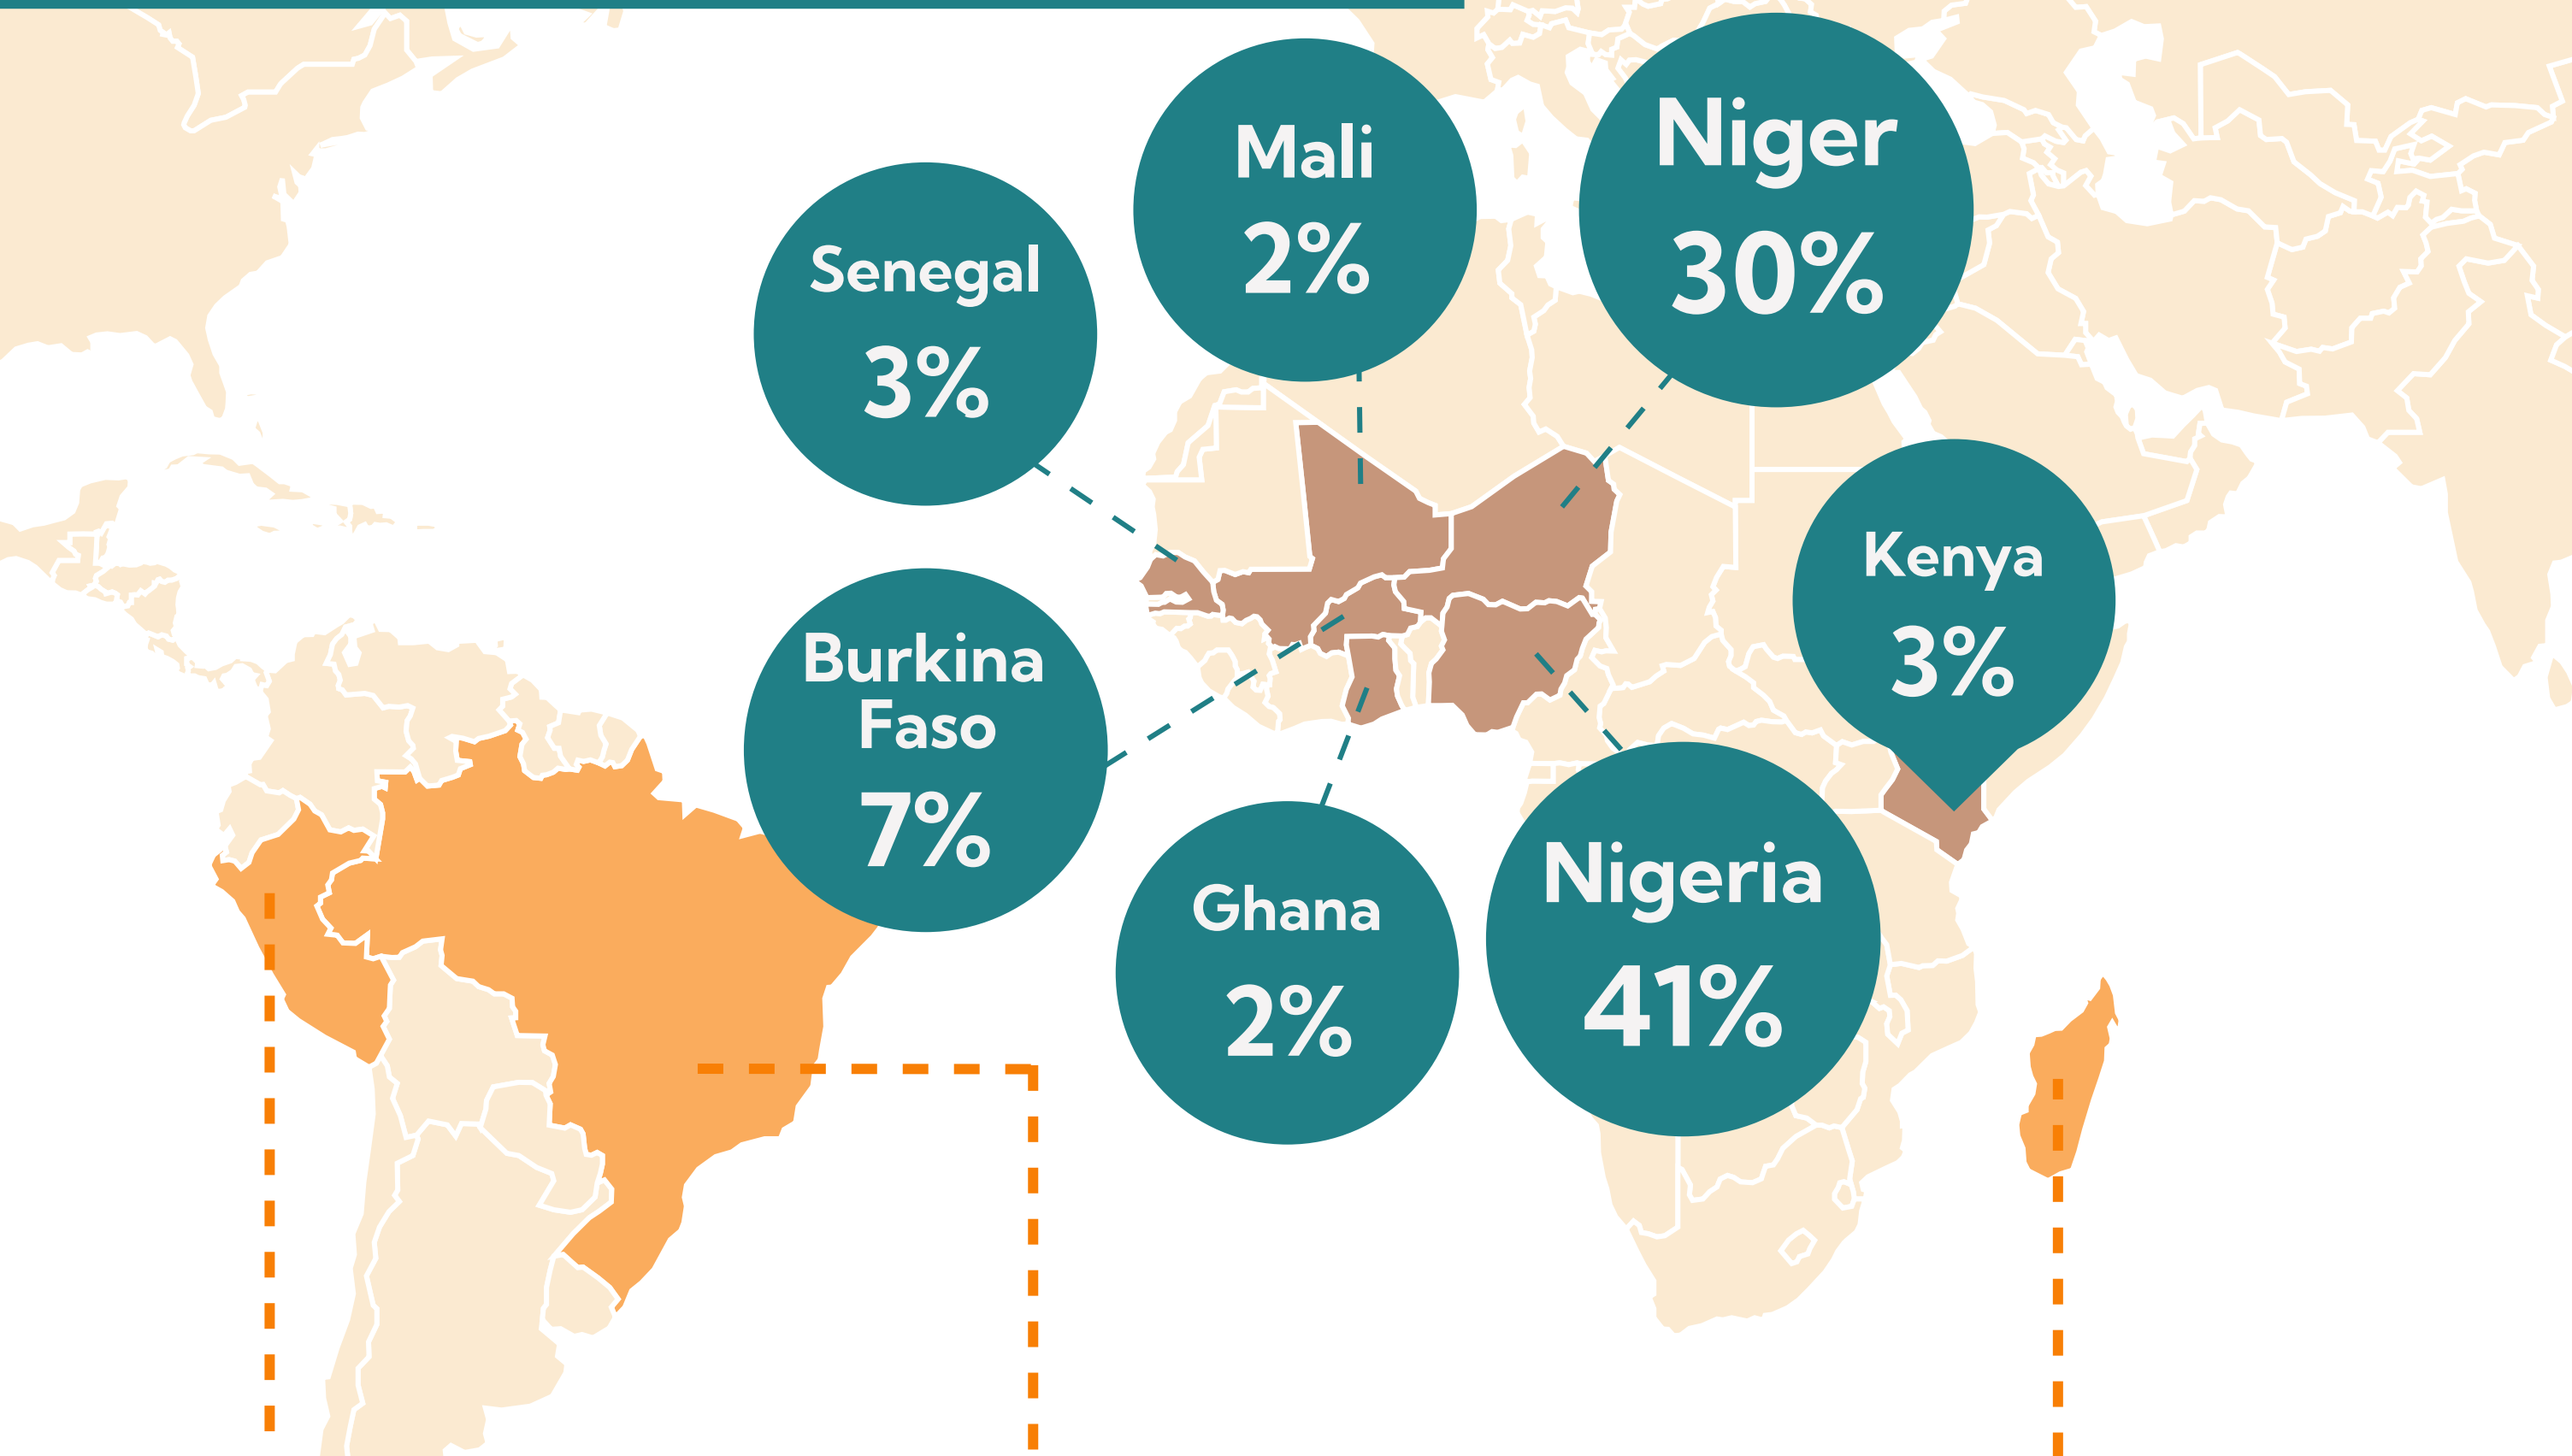 Mali
2%
Niger
30%
Senegal
3%
Kenya
3%
Burkina
Faso
7%
Ghana
2%
Nigeria
41%